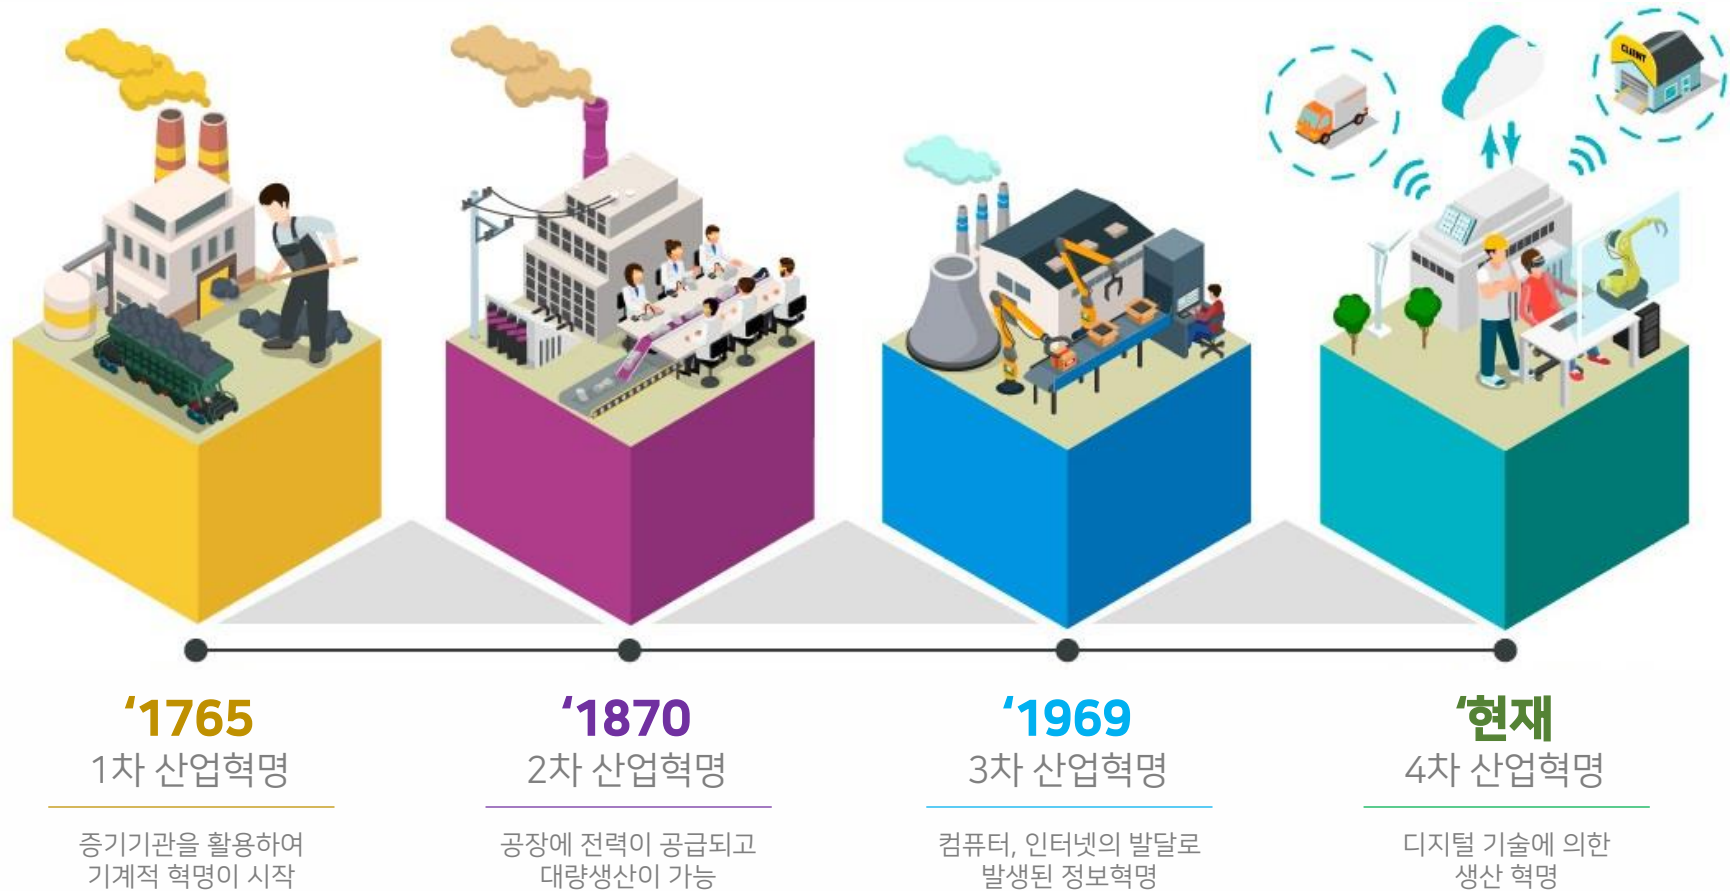 CLIENT
‘1765
1차 산업혁명
증기기관을 활용하여
기계적 혁명이 시작
‘1870
2차 산업혁명
공장에 전력이 공급되고
대량생산이 가능
‘1969
3차 산업혁명
컴퓨터, 인터넷의 발달로
발생된 정보혁명
‘현재
4차 산업혁명
디지털 기술에 의한
생산 혁명